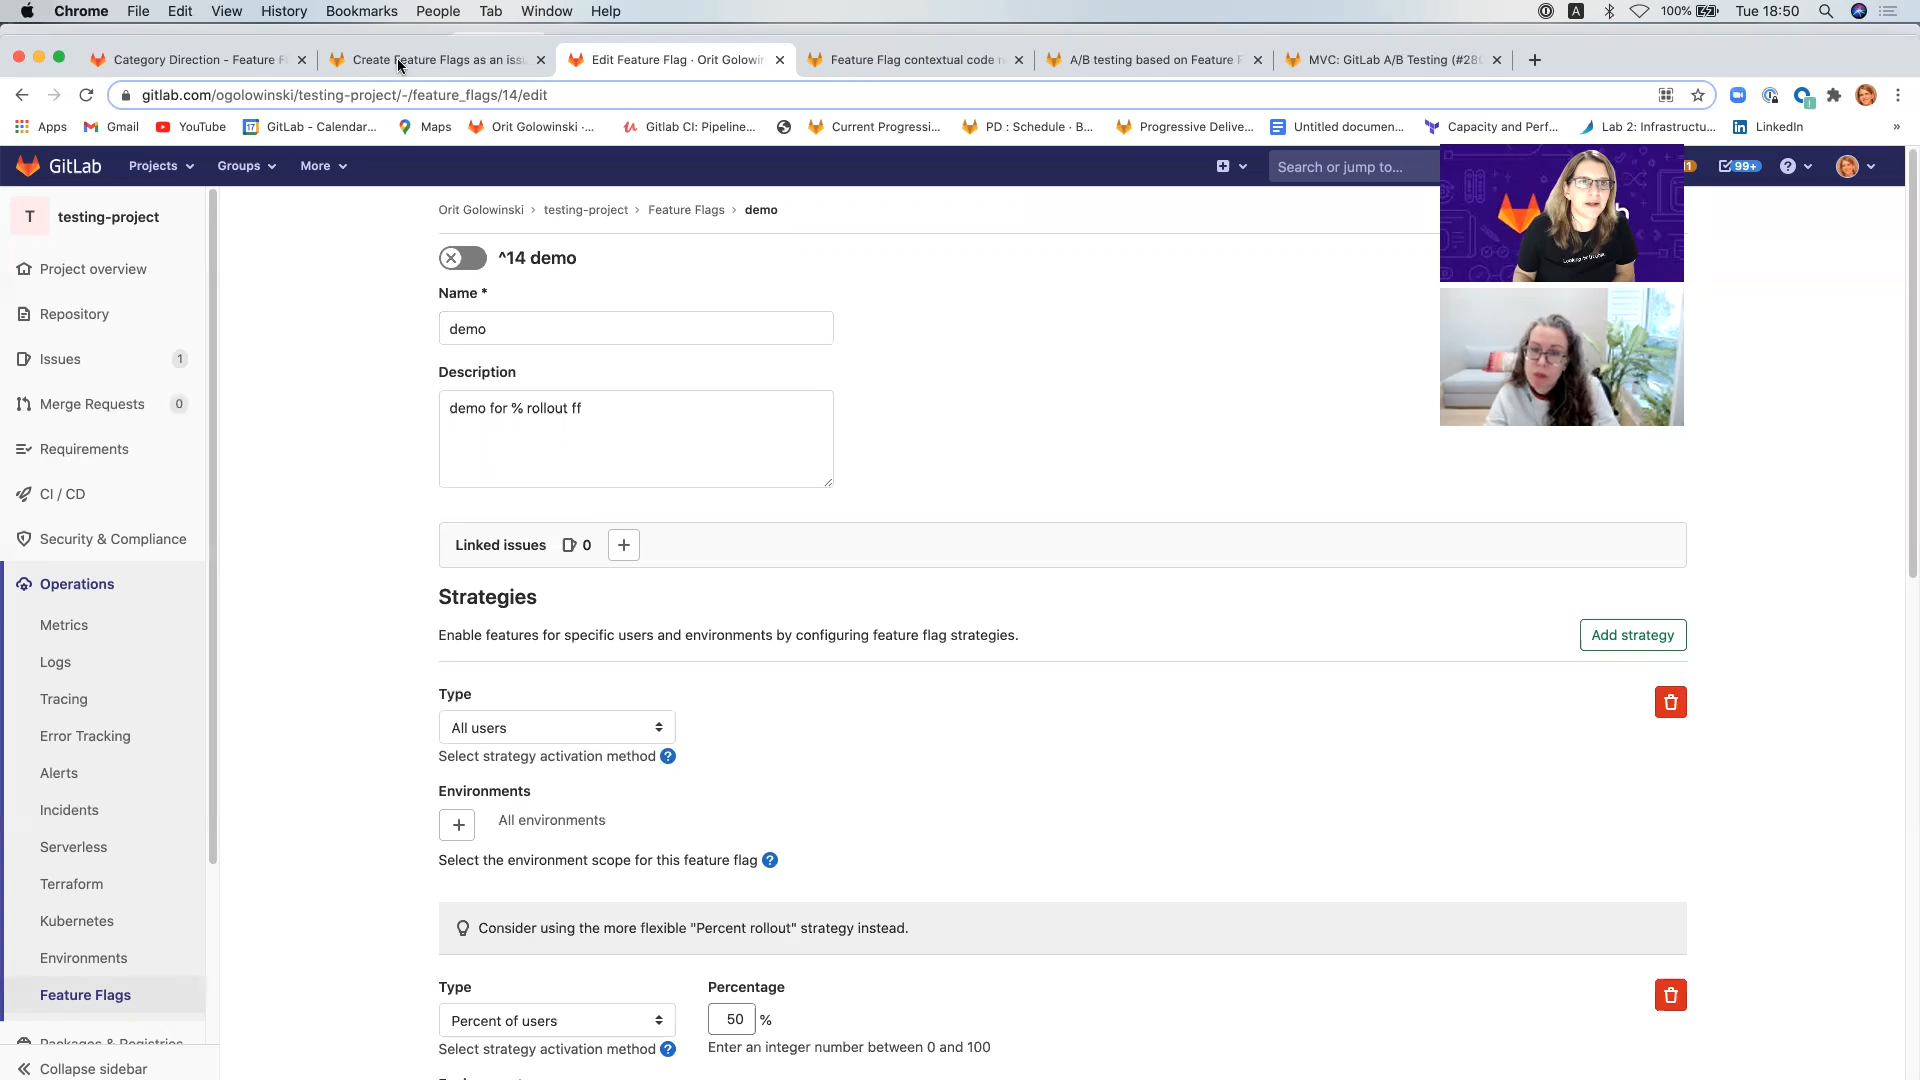 Chrome File Edit View History Bookmarks People Tab Window Help
A 100% Tue 18:50
Category Direction - Feature F
Create Feature Flags as an iss
Edit Feature Flag · Orit Golowin
Feature Flag contextual code
A/B testing based on Feature F
MVC: GitLab A/B Testing (#28
gitlab.com/ogolowinski/testing-project/-/feature_flags/14/edit
Apps Gmail YouTube GitLab - Calendar... Maps Orit Golowinski ·... Gitlab CI: Pipeline... Current Progressi... PD : Schedule · B... Progressive Delive... Untitled documen... Capacity and Perf... Lab 2: Infrastructu... LinkedIn »
GitLab Projects Groups More Search or jump to... 1 99+
T testing-project
Project overview
Repository
Issues 1
Merge Requests 0
Requirements
CI / CD
Security & Compliance
Operations
Metrics
Logs
Tracing
Error Tracking
Alerts
Incidents
Serverless
Terraform
Kubernetes
Environments
Feature Flags
Packages & Registries
Collapse sidebar
Orit Golowinski › testing-project › Feature Flags › demo
^14 demo
Name *
demo
Description
demo for % rollout ff
Linked issues 0 +
Strategies
Enable features for specific users and environments by configuring feature flag strategies.
Add strategy
Type
All users
Select strategy activation method ?
Environments
+ All environments
Select the environment scope for this feature flag ?
Consider using the more flexible "Percent rollout" strategy instead.
Type Percentage
Percent of users 50 %
Select strategy activation method ? Enter an integer number between 0 and 100